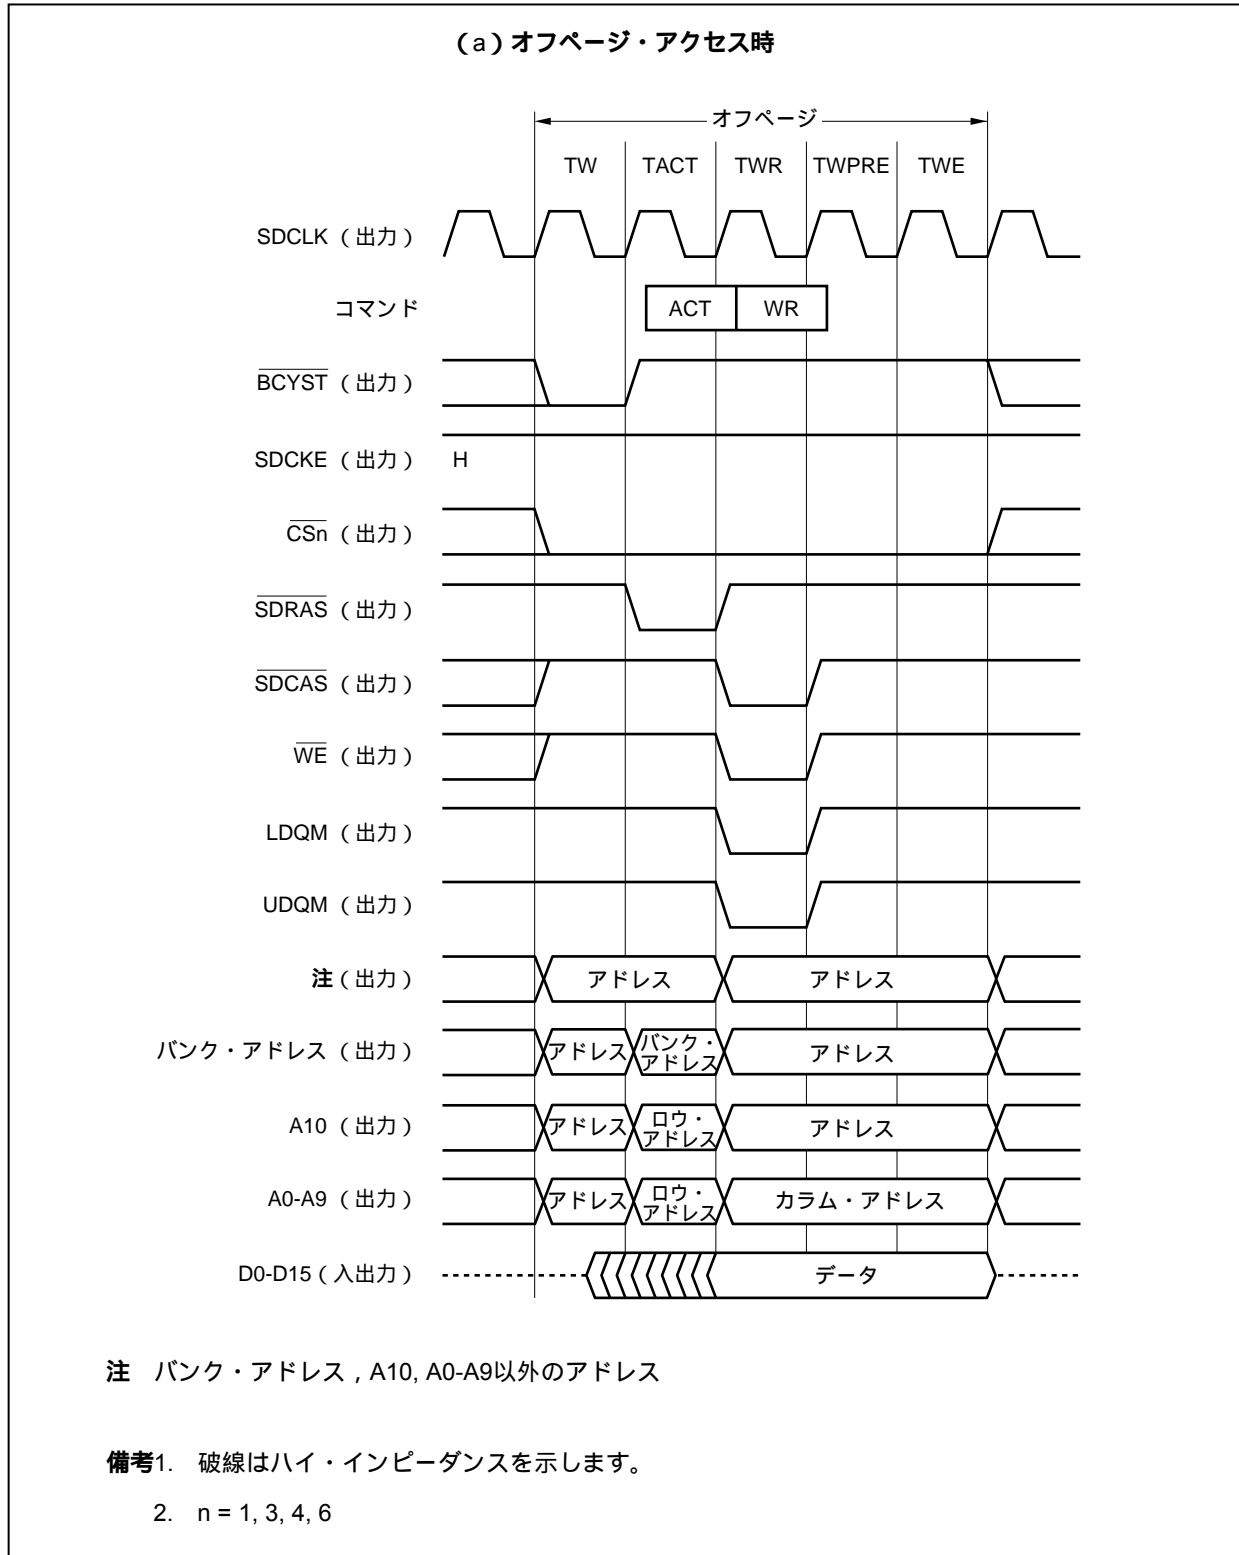 （a）オフページ・アクセス時
オフページ
TW TACT TWR TWPRE TWE
SDCLK（出力）
コマンド ACT WR
BCYST（出力）
SDCKE（出力） H
CSn（出力）
SDRAS（出力）
SDCAS（出力）
WE（出力）
LDQM（出力）
UDQM（出力）
注（出力） アドレス アドレス
バンク・アドレス（出力） アドレス バンク・アドレス アドレス
A10（出力） アドレス ロウ・アドレス アドレス
A0-A9（出力） アドレス ロウ・アドレス カラム・アドレス
D0-D15（入出力） データ
注 バンク・アドレス，A10, A0-A9以外のアドレス
備考1. 破線はハイ・インピーダンスを示します。
2. n = 1, 3, 4, 6